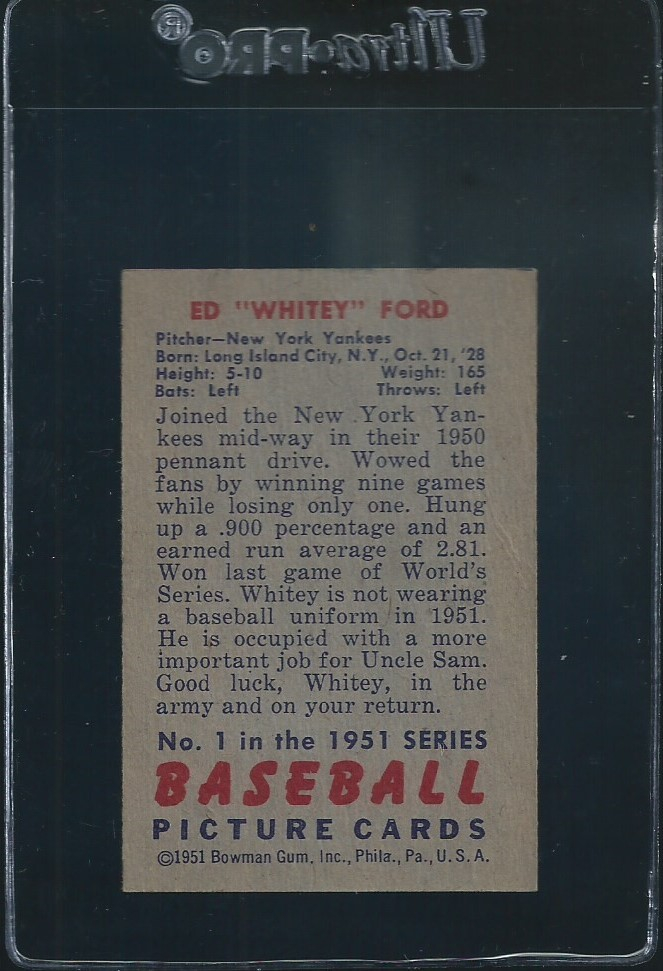 Ultra·PRO®
ED "WHITEY" FORD
Pitcher—New York Yankees
Born: Long Island City, N.Y., Oct. 21, '28
Height: 5-10 Weight: 165
Bats: Left Throws: Left
Joined the New York Yan-
kees mid-way in their 1950
pennant drive. Wowed the
fans by winning nine games
while losing only one. Hung
up a .900 percentage and an
earned run average of 2.81.
Won last game of World's
Series. Whitey is not wearing
a baseball uniform in 1951.
He is occupied with a more
important job for Uncle Sam.
Good luck, Whitey, in the
army and on your return.
No. 1 in the 1951 SERIES
BASEBALL
PICTURE CARDS
©1951 Bowman Gum, Inc., Phila., Pa., U.S.A.